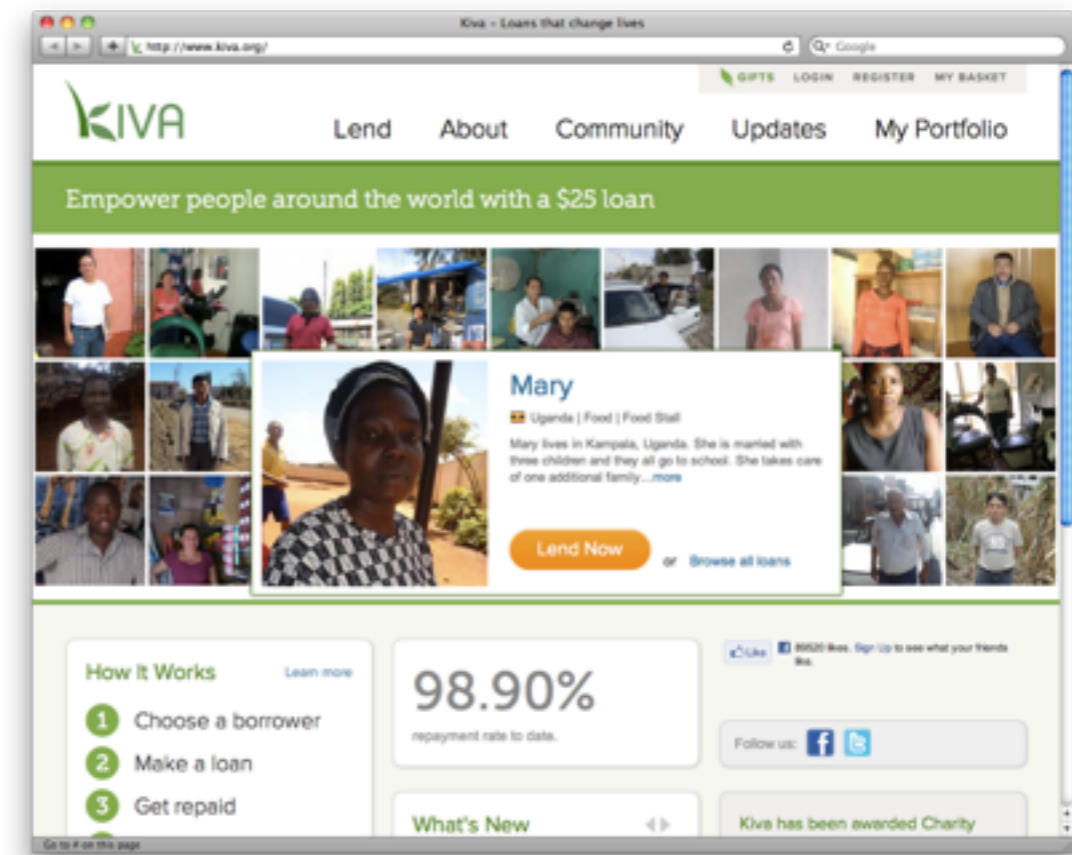 Kiva - Loans that change lives
http://www.kiva.org/
Google
GIFTS LOGIN REGISTER MY BASKET
KIVA
Lend About Community Updates My Portfolio
Empower people around the world with a $25 loan
Mary
Uganda | Food | Food Stall
Mary lives in Kampala, Uganda. She is married with
three children and they all go to school. She takes care
of one additional family...more
Lend Now or Browse all loans
How It Works Learn more
1 Choose a borrower
2 Make a loan
3 Get repaid
98.90%
repayment rate to date.
What's New
Like 89520 likes. Sign Up to see what your friends
like.
Follow us:
Kiva has been awarded Charity
Go to # on this page